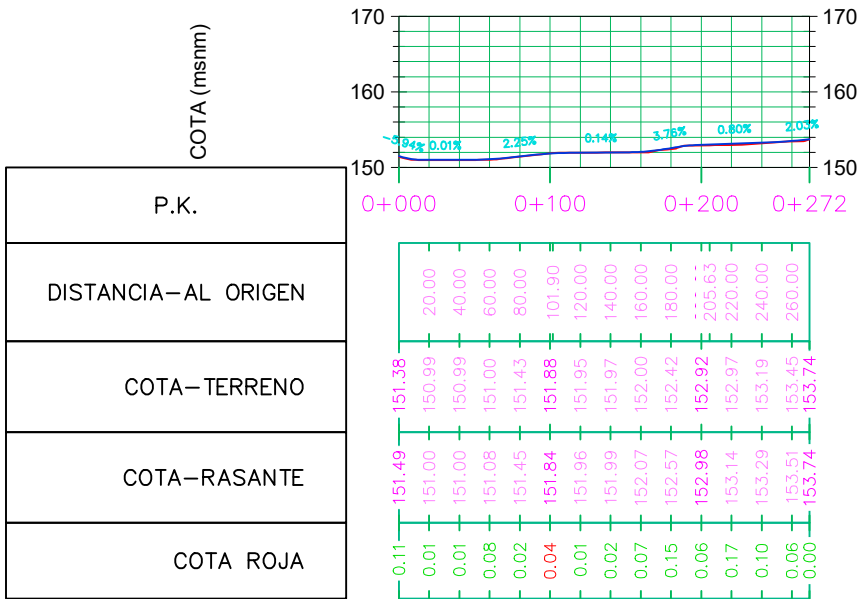 170
170
160
160
150
150
COTA (msnm)
-5.94% 0.01% 2.25% 0.14% 3.76% 0.80% 2.03%
P.K.
0+000 0+100 0+200 0+272
DISTANCIA-AL ORIGEN
20.00 40.00 60.00 80.00 101.90 120.00 140.00 160.00 180.00 205.63 220.00 240.00 260.00
COTA-TERRENO
151.38 150.99 150.99 151.00 151.43 151.88 151.95 151.97 152.00 152.42 152.92 152.97 153.19 153.45 153.74
COTA-RASANTE
151.49 151.00 151.00 151.08 151.45 151.84 151.96 151.99 152.07 152.57 152.98 153.14 153.29 153.51 153.74
COTA ROJA
0.11 0.01 0.01 0.08 0.02 0.04 0.01 0.02 0.07 0.15 0.06 0.17 0.10 0.06 0.00